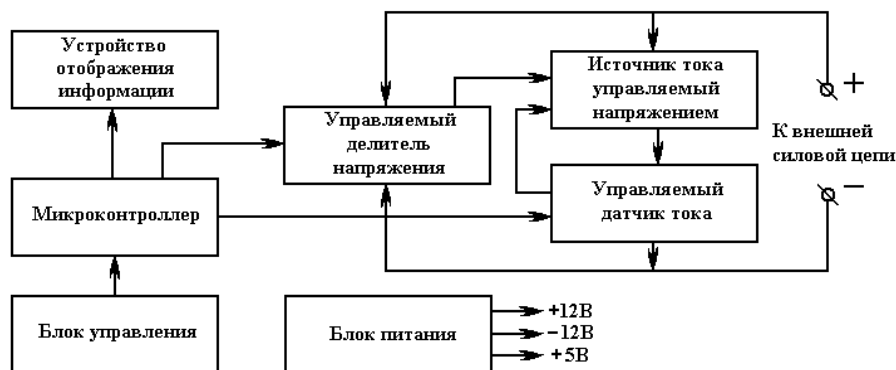 Устройство
отображения
информации
Управляемый
делитель
напряжения
Источник тока
управляемый
напряжением
+
К внешней
силовой цепи
−
Микроконтроллер
Управляемый
датчик тока
Блок управления
Блок питания
+12В
−12В
+5В